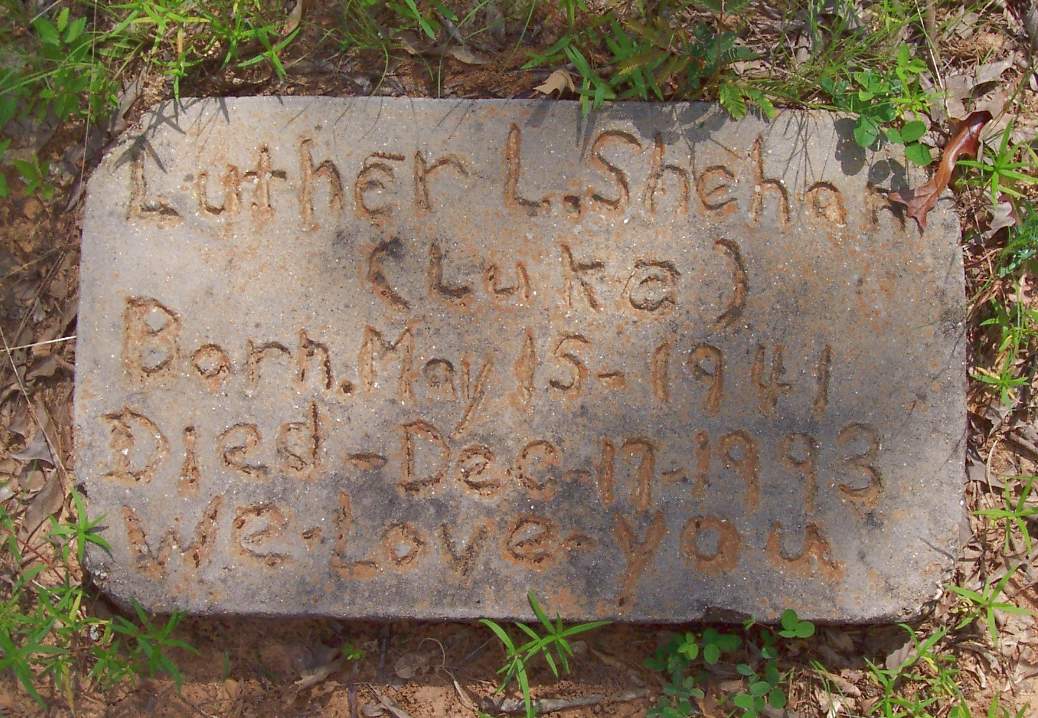 Luther L. Shehan
(Luka)
Born. May 15-1941
Died-Dec-17-1993
We-Love-you